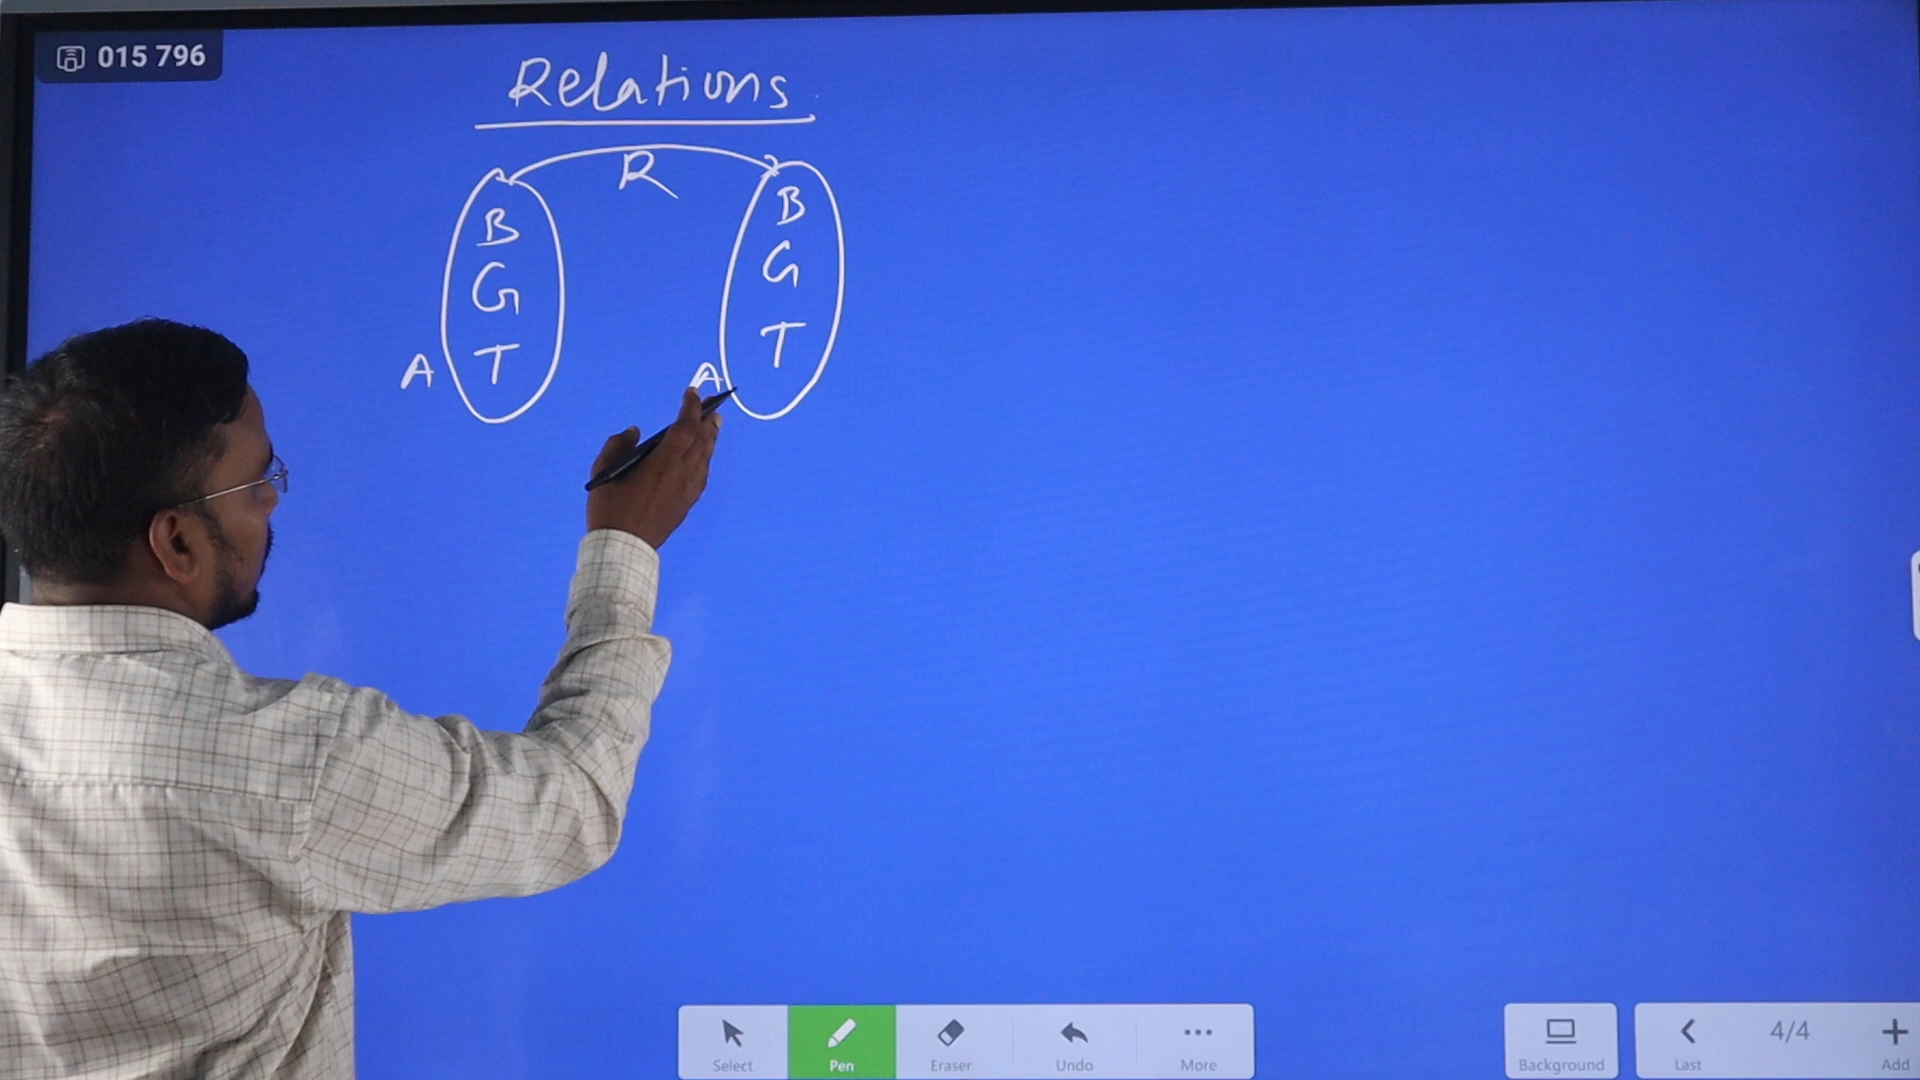 015 796
Relations
R
B B
G G
T T
A A
Select Pen Eraser Undo More Background Last 4/4 Add